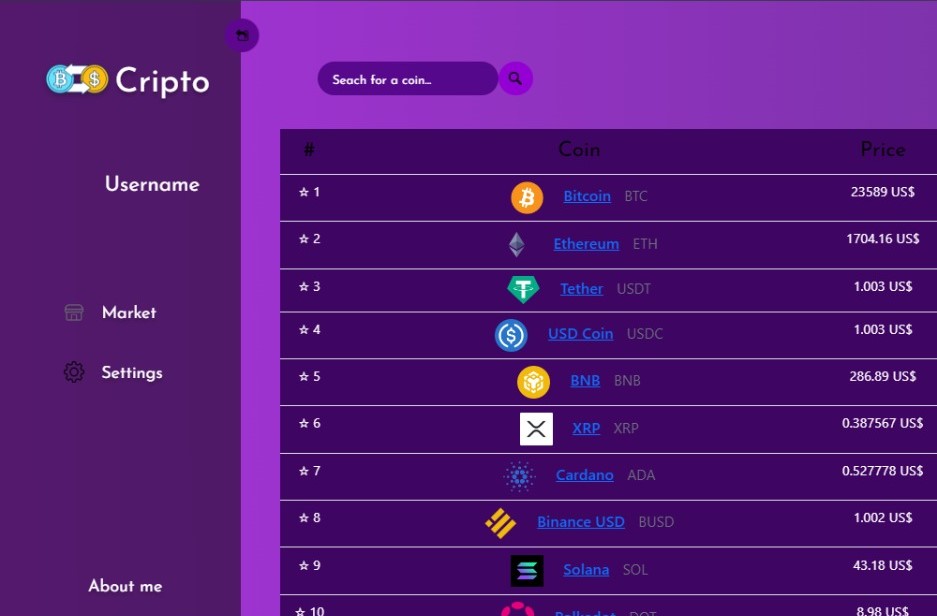 Cripto
Username
Market
Settings
About me
Seach for a coin...
# Coin Price
☆ 1 Bitcoin BTC 23589 US$
☆ 2 Ethereum ETH 1704.16 US$
☆ 3 Tether USDT 1.003 US$
☆ 4 USD Coin USDC 1.003 US$
☆ 5 BNB BNB 286.89 US$
☆ 6 XRP XRP 0.387567 US$
☆ 7 Cardano ADA 0.527778 US$
☆ 8 Binance USD BUSD 1.002 US$
☆ 9 Solana SOL 43.18 US$
☆ 10 Polkadot DOT 8.98 US$